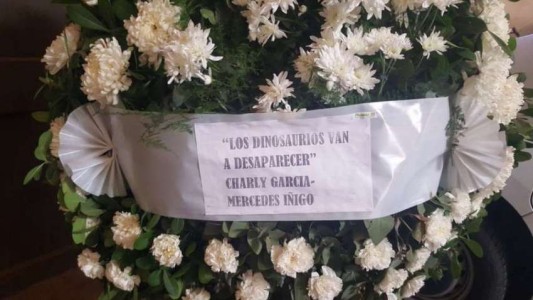 “LOS DINOSAURIOS VAN
A DESAPARECER”
CHARLY GARCIA-
MERCEDES IÑIGO